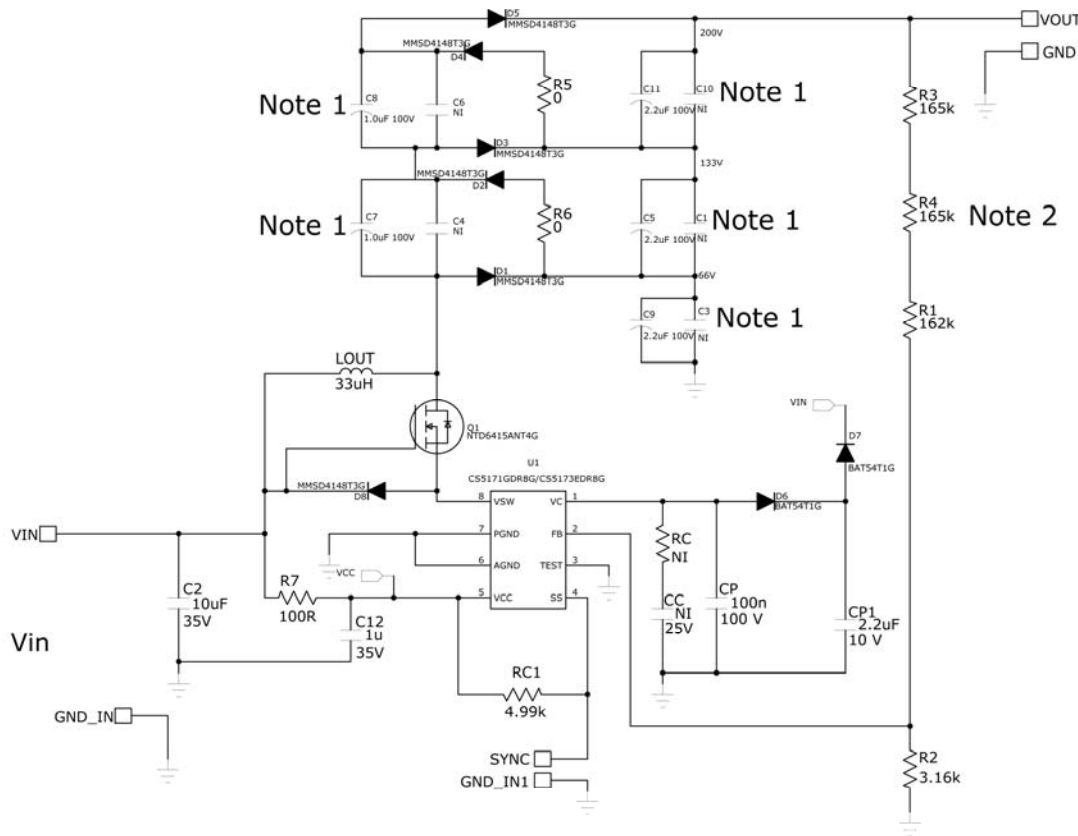 D5
MMSD4148T3G
VOUT
200V
GND
MMSD4148T3G
D4
R5
0
C8
1.0uF 100V
C6
NI
Note 1
C11
2.2uF 100V
C10
NI
Note 1
R3
165k
D3
MMSD4148T3G
133V
MMSD4148T3G
D2
R6
0
C7
1.0uF 100V
C4
NI
Note 1
C5
2.2uF 100V
C1
NI
Note 1
R4
165k
Note 2
D1
MMSD4148T3G
66V
C9
2.2uF 100V
C3
NI
Note 1
R1
162k
LOUT
33uH
Q1
NTD6415ANT4G
VIN
D7
BAT54T1G
U1
CS5171GDR8G/CS5173EDR8G
MMSD4148T3G
D8
8 VSW VC 1
7 PGND FB 2
6 AGND TEST 3
5 VCC SS 4
D6
BAT54T1G
VIN
RC
NI
VCC
R7
100R
C2
10uF
35V
C12
1u
35V
CC
NI
25V
CP
100n
100 V
CP1
2.2uF
10 V
Vin
RC1
4.99k
GND_IN
SYNC
GND_IN1
R2
3.16k